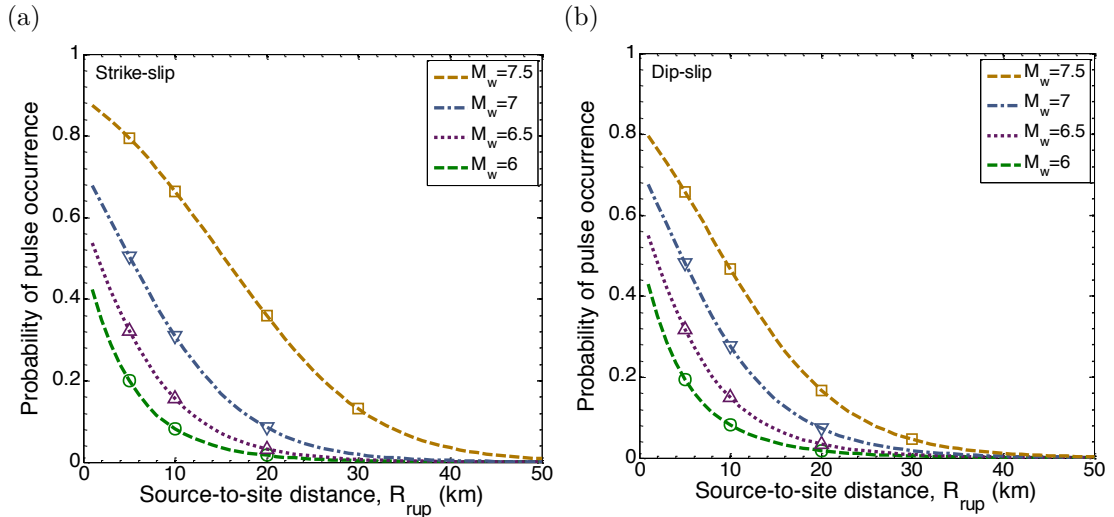 (a)
(b)
Strike-slip
M_w=7.5
M_w=7
M_w=6.5
M_w=6
Probability of pulse occurrence
1
0.8
0.6
0.4
0.2
0
0 10 20 30 40 50
Source-to-site distance, R_rup (km)
Dip-slip
M_w=7.5
M_w=7
M_w=6.5
M_w=6
Probability of pulse occurrence
1
0.8
0.6
0.4
0.2
0
0 10 20 30 40 50
Source-to-site distance, R_rup (km)